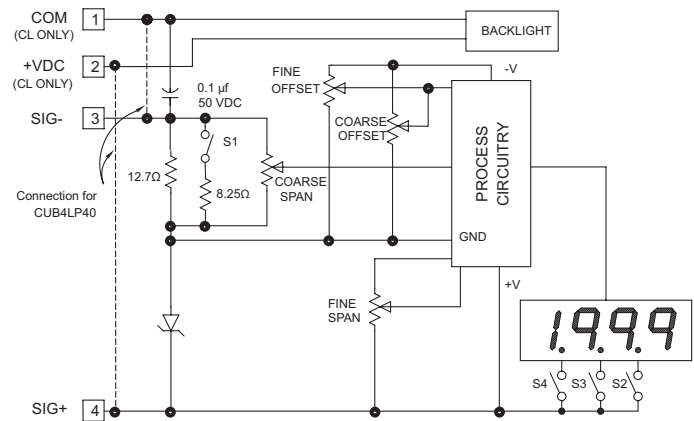 COM
(CL ONLY)
1
BACKLIGHT
+VDC
(CL ONLY)
2
0.1 µf
50 VDC
FINE
OFFSET
-V
SIG-
3
S1
COARSE
OFFSET
PROCESS
CIRCUITRY
12.7Ω
8.25Ω
COARSE
SPAN
Connection for
CUB4LP40
GND
FINE
SPAN
+V
1.9.9.9
S4
S3
S2
SIG+
4